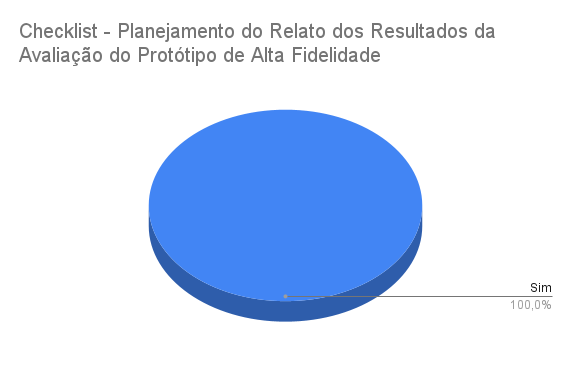 Checklist - Planejamento do Relato dos Resultados da
Avaliação do Protótipo de Alta Fidelidade
Sim
100,0%